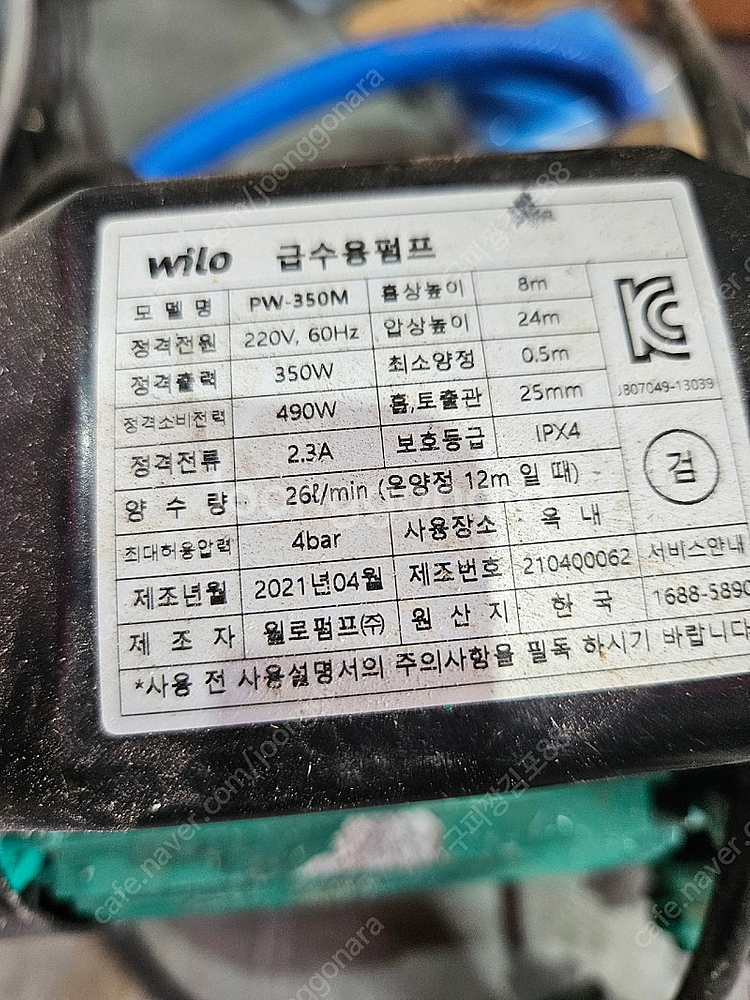 wilo 급수용펌프
모델명 PW-350M 흡상높이 8m
정격전원 220V, 60Hz 압상높이 24m
정격출력 350W 최소양정 0.5m
정격소비전력 490W 흡,토출관 25mm
정격전류 2.3A 보호등급 IPX4
양수량 26ℓ/min (온양정 12m 일 때)
최대허용압력 4bar 사용장소 옥내
제조년월 2021년04월 제조번호 210400062 서비스안내
제조자 윌로펌프㈜ 원산지 한국 1688-5890
*사용 전 사용설명서의 주의사항을 필독 하시기 바랍니다
KC
JB07049-13039
검
cafe.naver.com/joonggonara